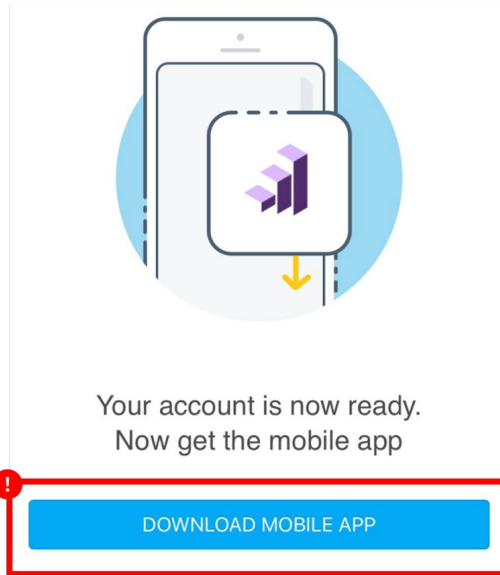 Your account is now ready.
Now get the mobile app
!
DOWNLOAD MOBILE APP